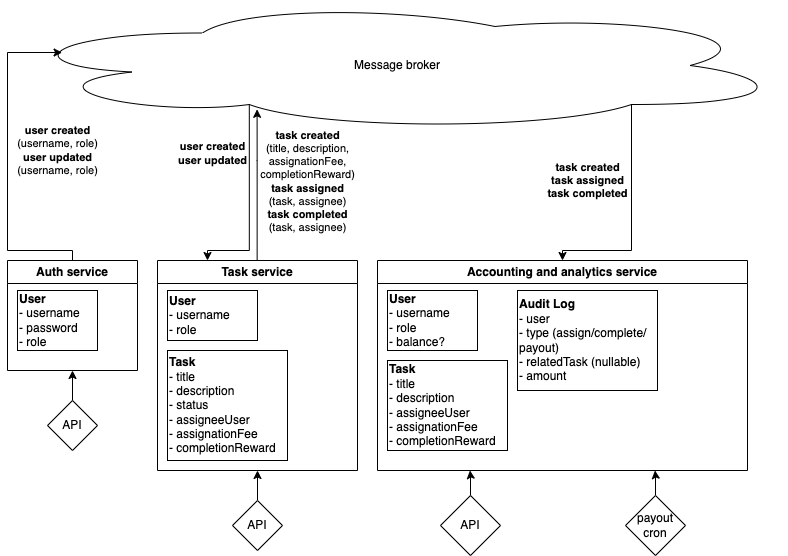 Message broker
user created
(username, role)
user updated
(username, role)
user created
user updated
task created
(title, description,
assignationFee,
completionReward)
task assigned
(task, assignee)
task completed
(task, assignee)
task created
task assigned
task completed
Auth service
User
- username
- password
- role
API
Task service
User
- username
- role
Task
- title
- description
- status
- assigneeUser
- assignationFee
- completionReward
API
Accounting and analytics service
User
- username
- role
- balance?
Task
- title
- description
- assigneeUser
- assignationFee
- completionReward
Audit Log
- user
- type (assign/complete/
payout)
- relatedTask (nullable)
- amount
API
payout
cron